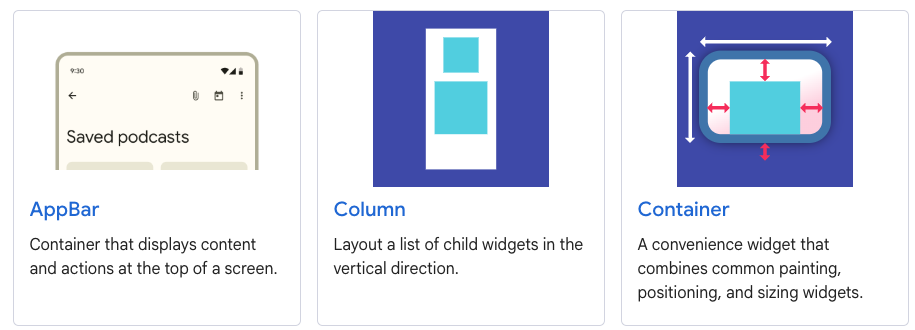 9:30
Saved podcasts
AppBar
Container that displays content
and actions at the top of a screen.
Column
Layout a list of child widgets in the
vertical direction.
Container
A convenience widget that
combines common painting,
positioning, and sizing widgets.